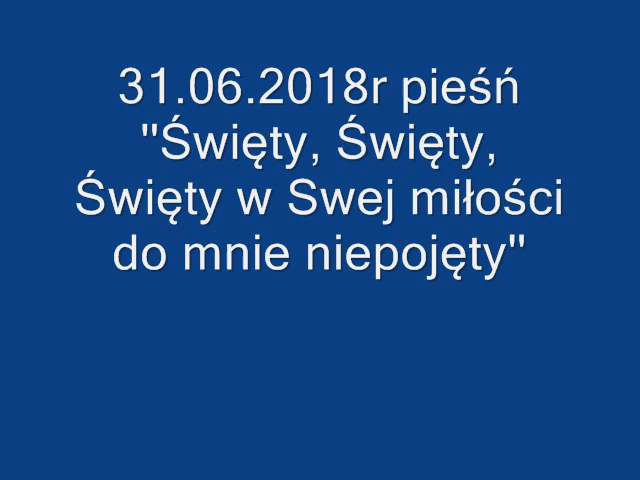 31.06.2018r pieśń
"Święty, Święty,
Święty w Swej miłości
do mnie niepojęty"